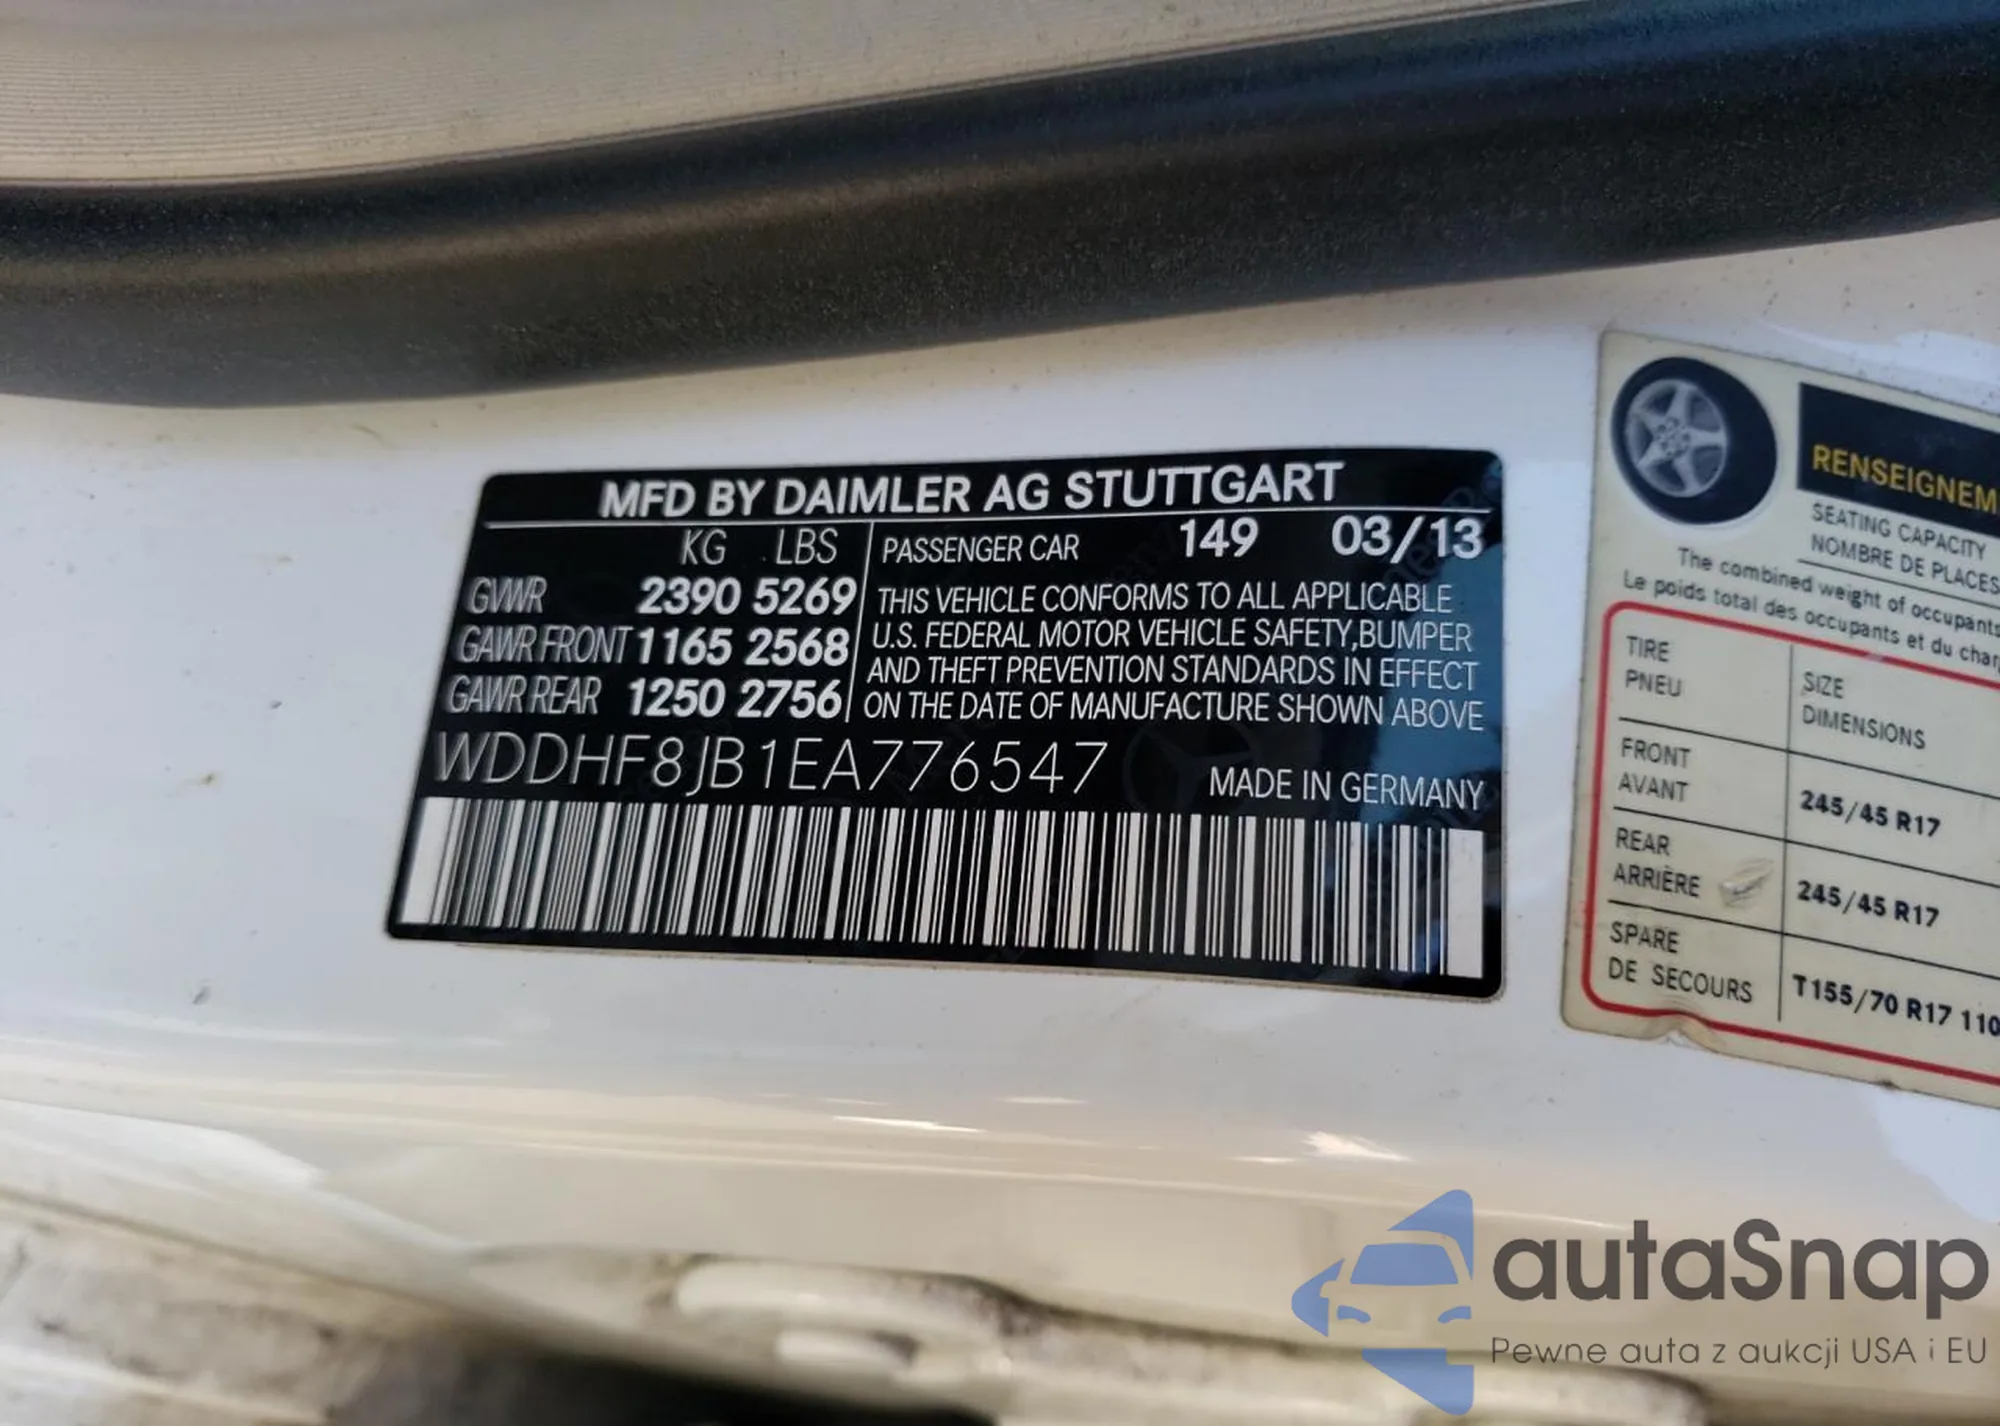 MFD BY DAIMLER AG STUTTGART
KG LBS
GVWR 2390 5269
GAWR FRONT 1165 2568
GAWR REAR 1250 2756
PASSENGER CAR 149 03/13
THIS VEHICLE CONFORMS TO ALL APPLICABLE
U.S. FEDERAL MOTOR VEHICLE SAFETY,BUMPER
AND THEFT PREVENTION STANDARDS IN EFFECT
ON THE DATE OF MANUFACTURE SHOWN ABOVE
WDDHF8JB1EA776547
MADE IN GERMANY
RENSEIGNEM
SEATING CAPACITY
NOMBRE DE PLACES
The combined weight of occupants
Le poids total des occupants et du char
TIRE
PNEU
SIZE
DIMENSIONS
FRONT
AVANT
245/45 R17
REAR
ARRIÈRE
245/45 R17
SPARE
DE SECOURS
T155/70 R17 110
autaSnap
Pewne auta z aukcji USA i EU